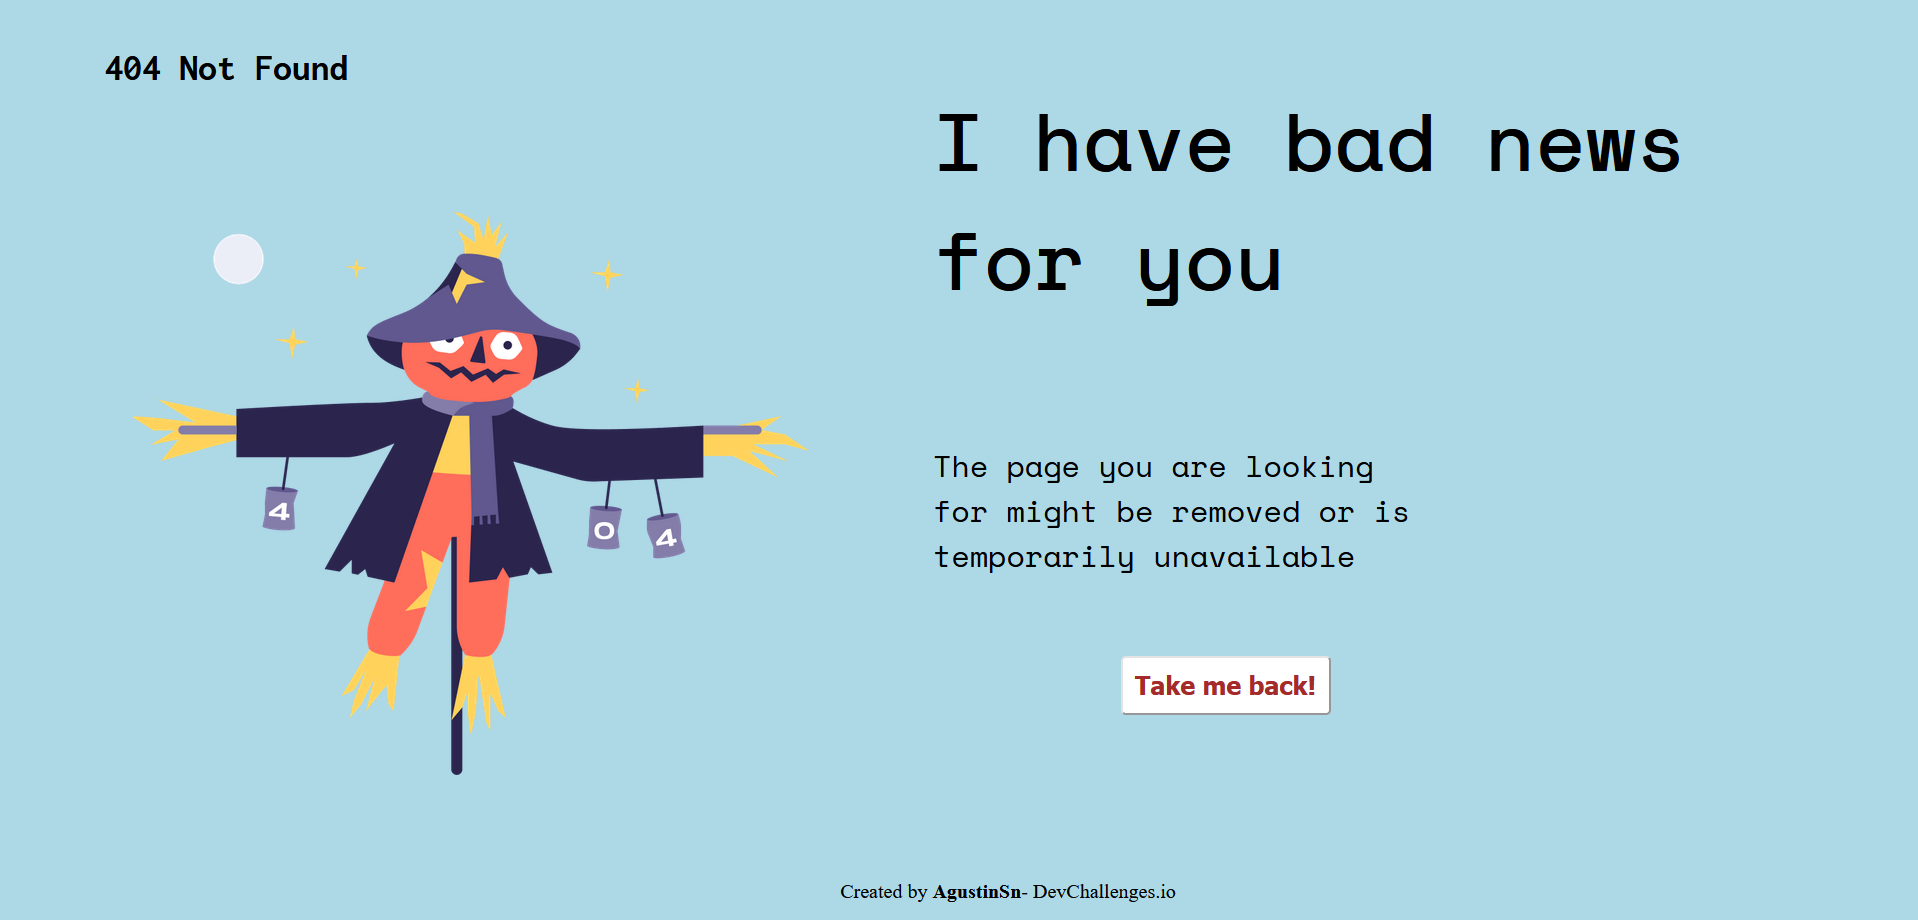 404 Not Found
I have bad news
for you
4
0
4
The page you are looking
for might be removed or is
temporarily unavailable
Take me back!
Created by AgustinSn- DevChallenges.io